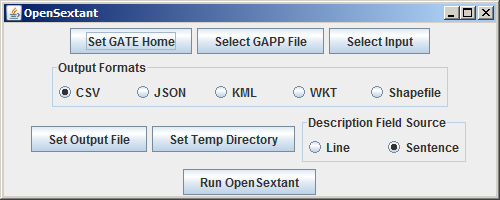 OpenSextant
Set GATE Home Select GAPP File Select Input
Output Formats
CSV JSON KML WKT Shapefile
Set Output File Set Temp Directory
Description Field Source
Line Sentence
Run OpenSextant